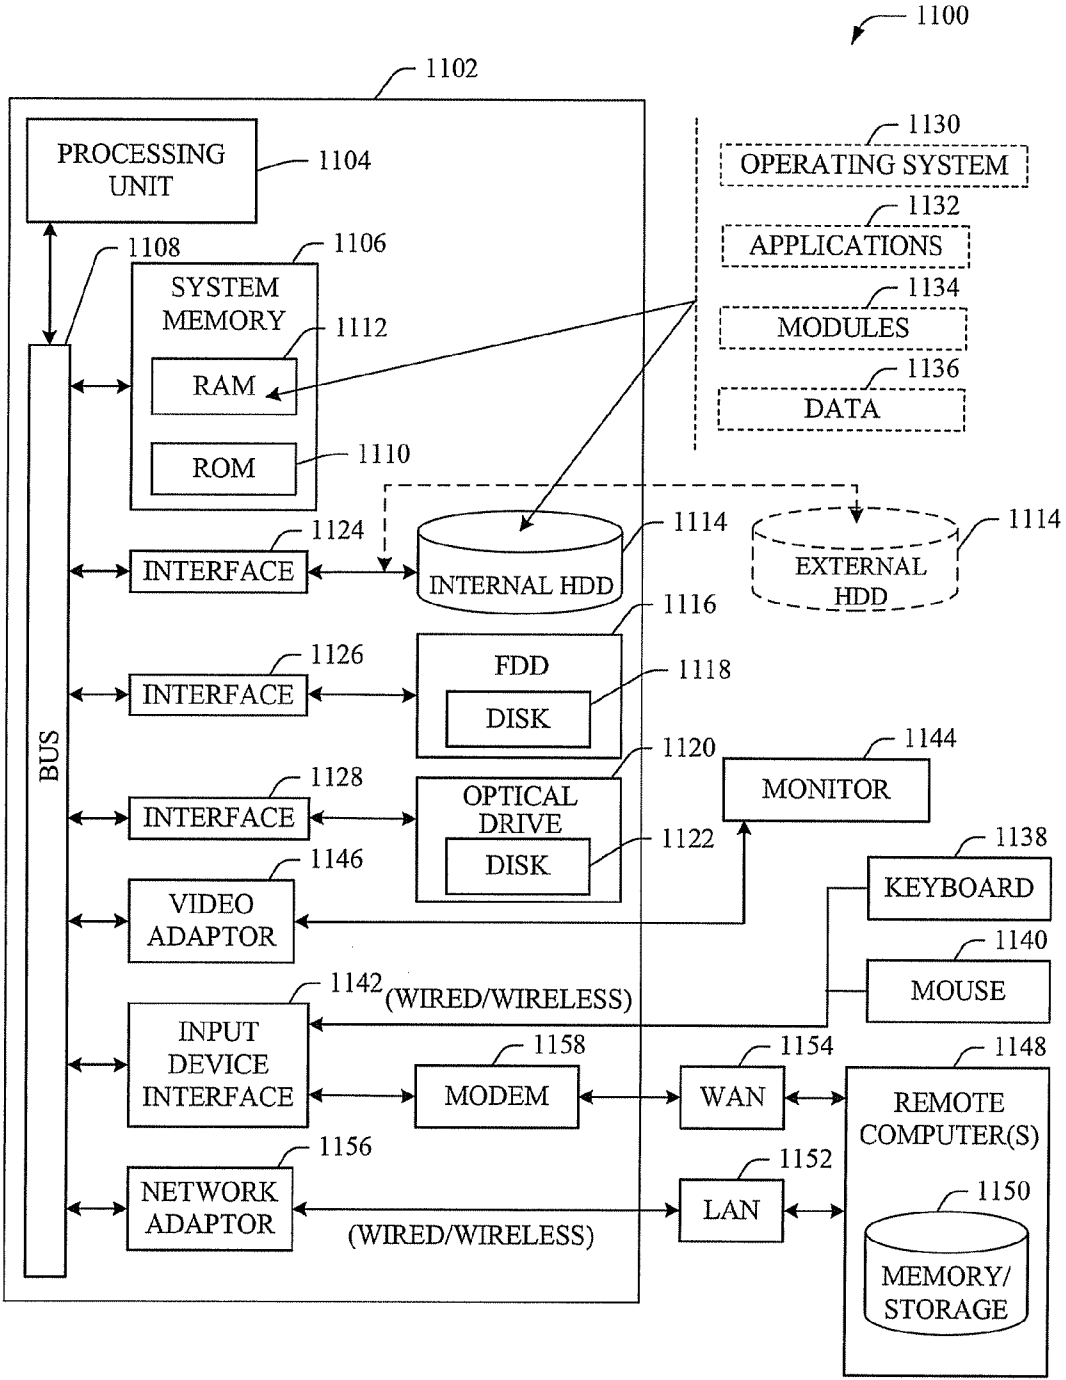 1100
1102
PROCESSING
UNIT
1104
1130
OPERATING SYSTEM
1132
APPLICATIONS
1134
MODULES
1136
DATA
1108
1106
SYSTEM
MEMORY
1112
RAM
1110
ROM
1124
INTERFACE
1114
INTERNAL HDD
1114
EXTERNAL
HDD
1116
FDD
1126
INTERFACE
1118
DISK
BUS
1120
OPTICAL
DRIVE
1128
INTERFACE
1122
DISK
1144
MONITOR
1138
KEYBOARD
1146
VIDEO
ADAPTOR
1140
MOUSE
1142
(WIRED/WIRELESS)
INPUT
DEVICE
INTERFACE
1158
MODEM
1154
WAN
1148
REMOTE
COMPUTER(S)
1156
NETWORK
ADAPTOR
(WIRED/WIRELESS)
1152
LAN
1150
MEMORY/
STORAGE